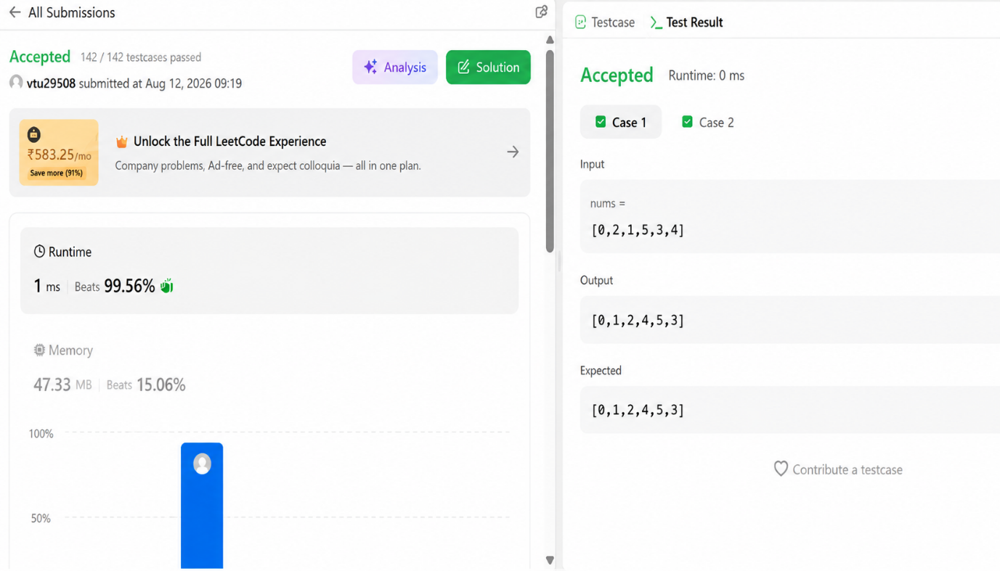 All Submissions
Accepted 142 / 142 testcases passed
vtu29508 submitted at Aug 12, 2026 09:19
Analysis
Solution
₹583.25/mo
Save more (91%)
Unlock the Full LeetCode Experience
Company problems, Ad-free, and expect colloquia — all in one plan.
Runtime
1 ms Beats 99.56%
Memory
47.33 MB Beats 15.06%
100%
50%
Testcase Test Result
Accepted Runtime: 0 ms
Case 1 Case 2
Input
nums =
[0,2,1,5,3,4]
Output
[0,1,2,4,5,3]
Expected
[0,1,2,4,5,3]
Contribute a testcase